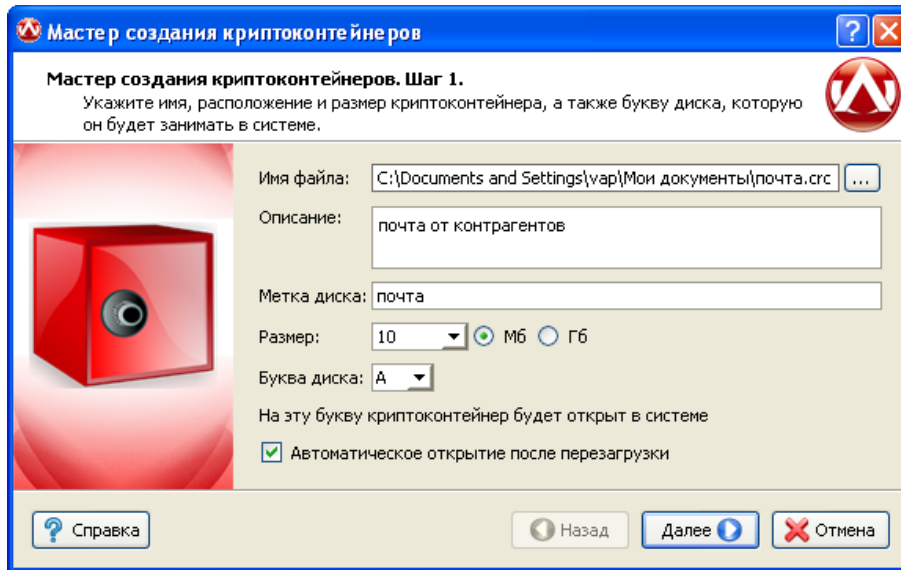 Мастер создания криптоконтейнеров
Мастер создания криптоконтейнеров. Шаг 1.
Укажите имя, расположение и размер криптоконтейнера, а также букву диска, которую
он будет занимать в системе.
Имя файла: C:\Documents and Settings\vap\Мои документы\почта.crc ...
Описание: почта от контрагентов
Метка диска: почта
Размер: 10 Мб Гб
Буква диска: A
На эту букву криптоконтейнер будет открыт в системе
Автоматическое открытие после перезагрузки
? Справка Назад Далее Отмена